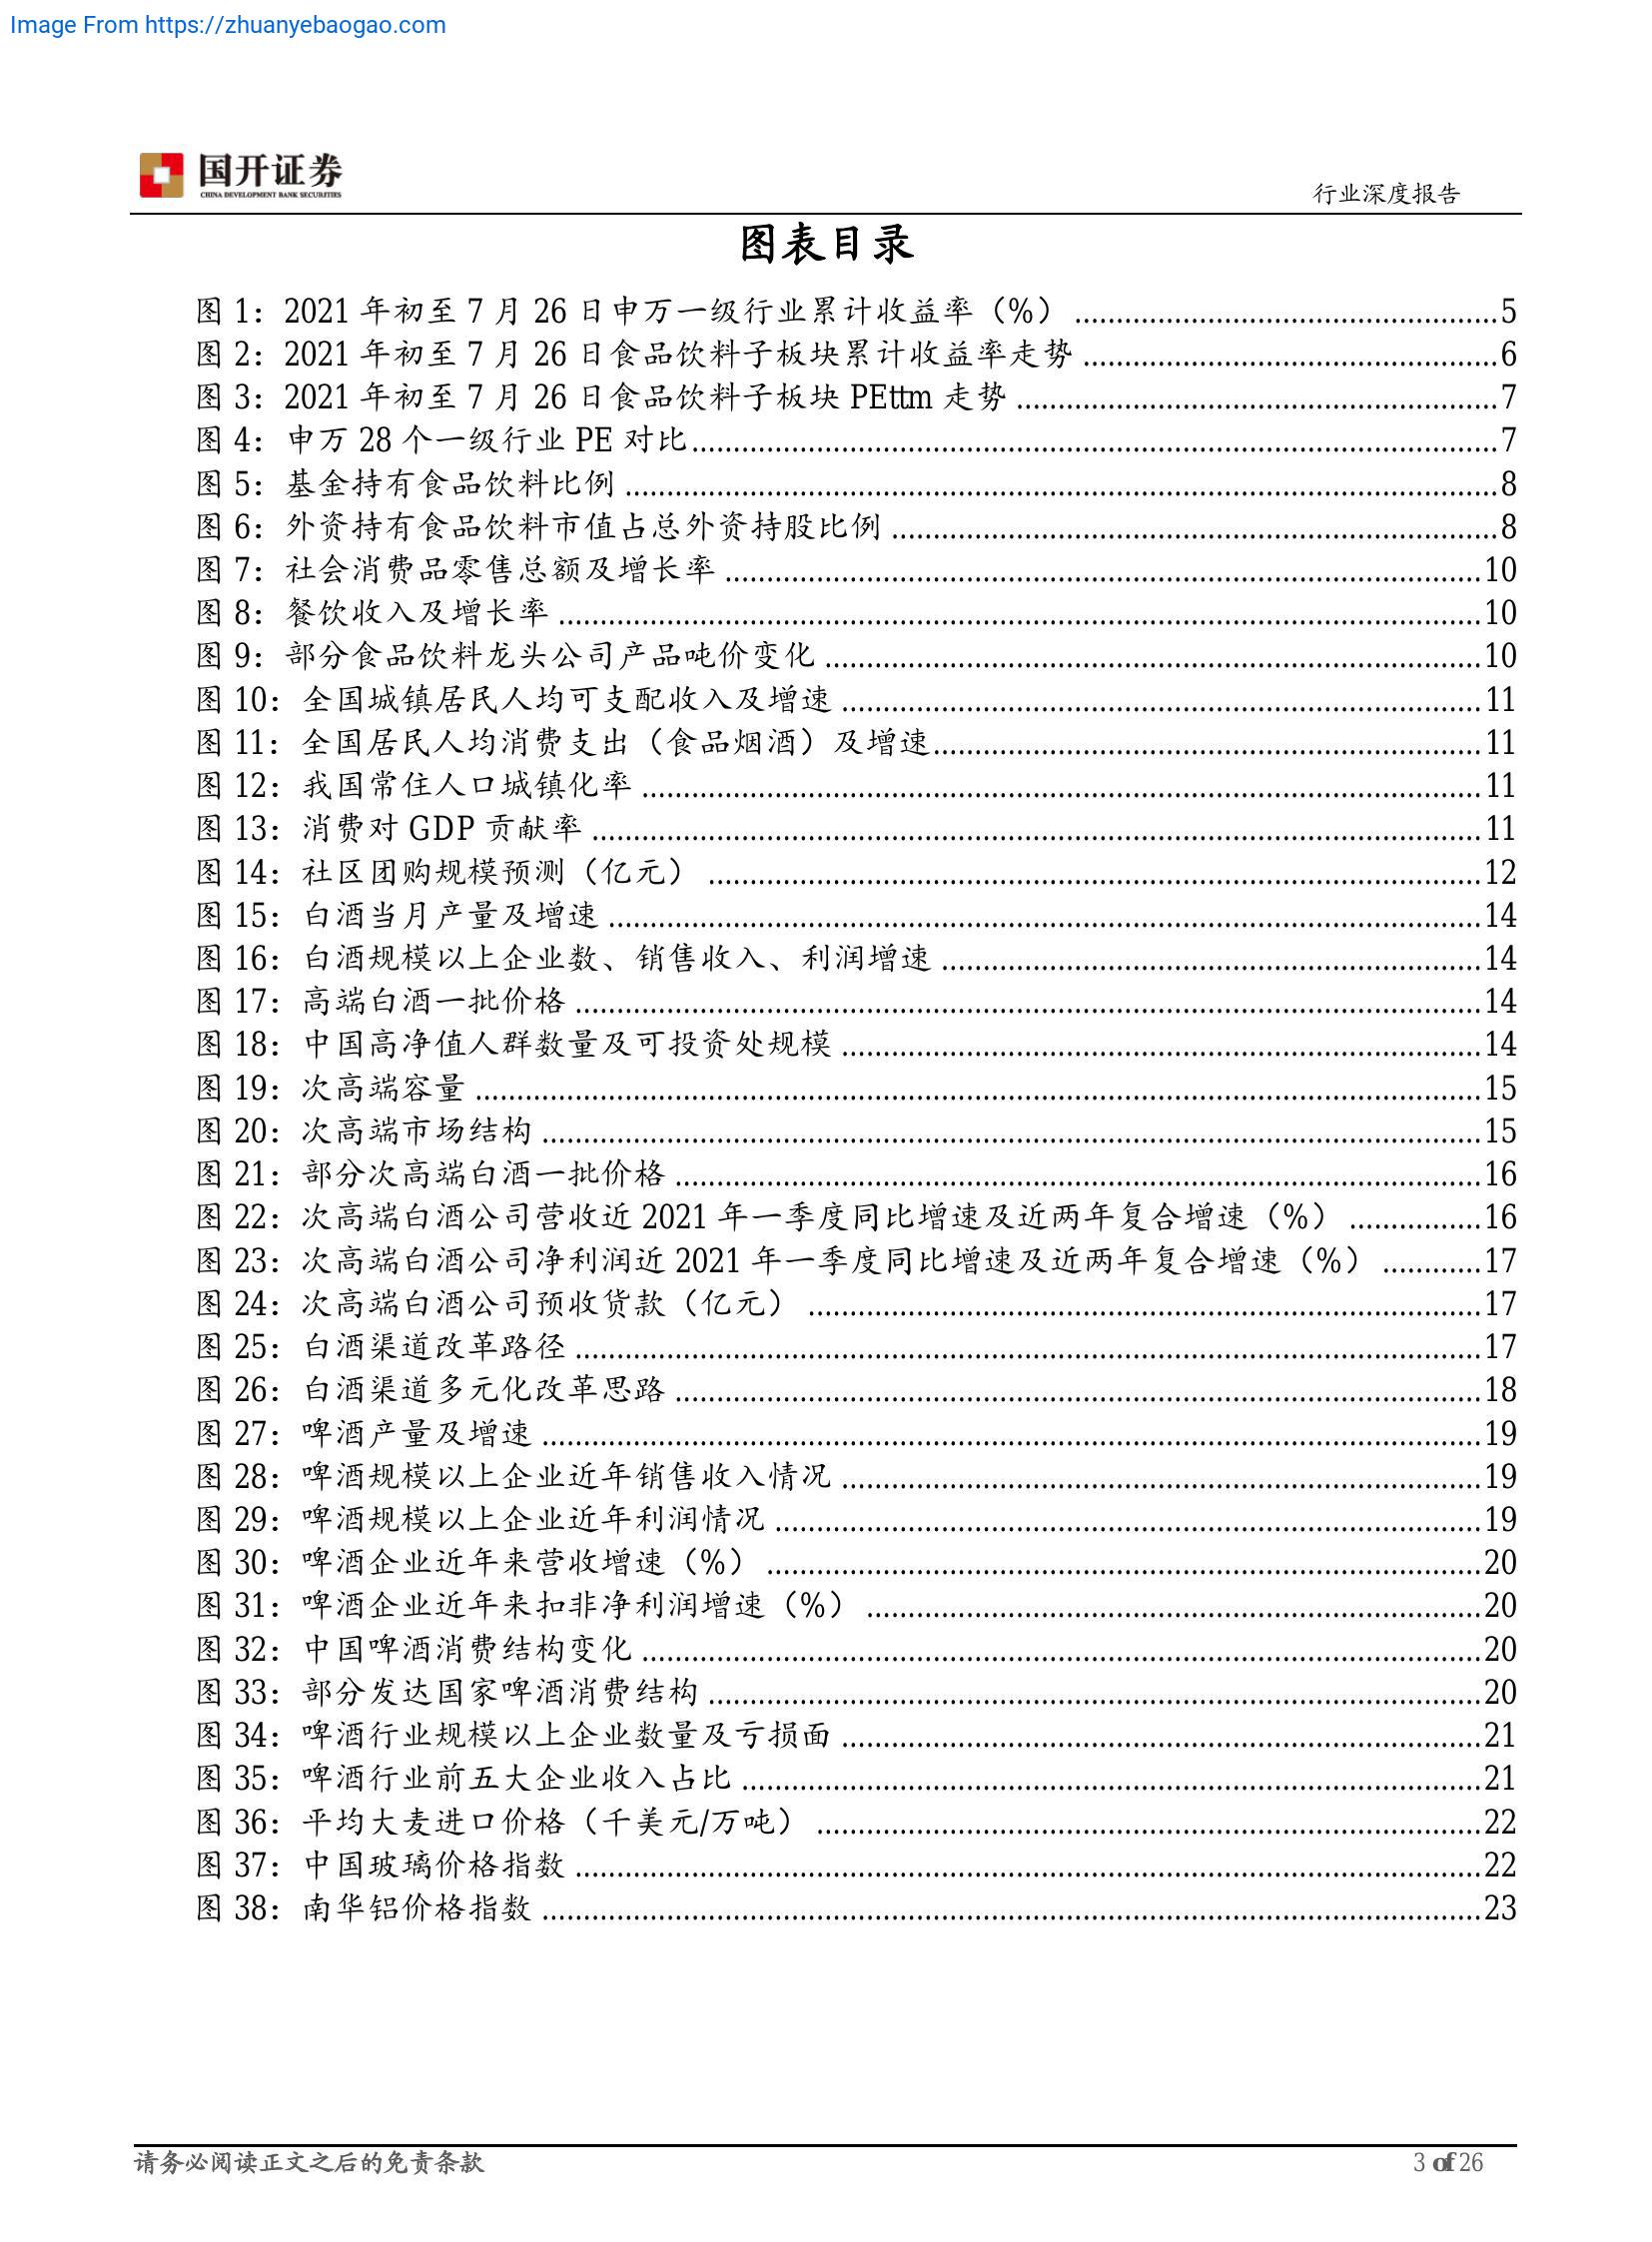 Image From https://zhuanyebaogao.com
国开证券
CHINA DEVELOPMENT BANK SECURITIES
行业深度报告
图表目录
图 1：2021 年初至 7 月 26 日申万一级行业累计收益率（%） ........ 5
图 2：2021 年初至 7 月 26 日食品饮料子板块累计收益率走势 ........ 6
图 3：2021 年初至 7 月 26 日食品饮料子板块 PEttm 走势 ........ 7
图 4：申万 28 个一级行业 PE 对比 ........ 7
图 5：基金持有食品饮料比例 ........ 8
图 6：外资持有食品饮料市值占总外资持股比例 ........ 8
图 7：社会消费品零售总额及增长率 ........ 10
图 8：餐饮收入及增长率 ........ 10
图 9：部分食品饮料龙头公司产品吨价变化 ........ 10
图 10：全国城镇居民人均可支配收入及增速 ........ 11
图 11：全国居民人均消费支出（食品烟酒）及增速 ........ 11
图 12：我国常住人口城镇化率 ........ 11
图 13：消费对 GDP 贡献率 ........ 11
图 14：社区团购规模预测（亿元） ........ 12
图 15：白酒当月产量及增速 ........ 14
图 16：白酒规模以上企业数、销售收入、利润增速 ........ 14
图 17：高端白酒一批价格 ........ 14
图 18：中国高净值人群数量及可投资处规模 ........ 14
图 19：次高端容量 ........ 15
图 20：次高端市场结构 ........ 15
图 21：部分次高端白酒一批价格 ........ 16
图 22：次高端白酒公司营收近 2021 年一季度同比增速及近两年复合增速（%） ........ 16
图 23：次高端白酒公司净利润近 2021 年一季度同比增速及近两年复合增速（%） ........ 17
图 24：次高端白酒公司预收货款（亿元） ........ 17
图 25：白酒渠道改革路径 ........ 17
图 26：白酒渠道多元化改革思路 ........ 18
图 27：啤酒产量及增速 ........ 19
图 28：啤酒规模以上企业近年销售收入情况 ........ 19
图 29：啤酒规模以上企业近年利润情况 ........ 19
图 30：啤酒企业近年来营收增速（%） ........ 20
图 31：啤酒企业近年来扣非净利润增速（%） ........ 20
图 32：中国啤酒消费结构变化 ........ 20
图 33：部分发达国家啤酒消费结构 ........ 20
图 34：啤酒行业规模以上企业数量及亏损面 ........ 21
图 35：啤酒行业前五大企业收入占比 ........ 21
图 36：平均大麦进口价格（千美元/万吨） ........ 22
图 37：中国玻璃价格指数 ........ 22
图 38：南华铝价格指数 ........ 23
请务必阅读正文之后的免责条款
3 of 26